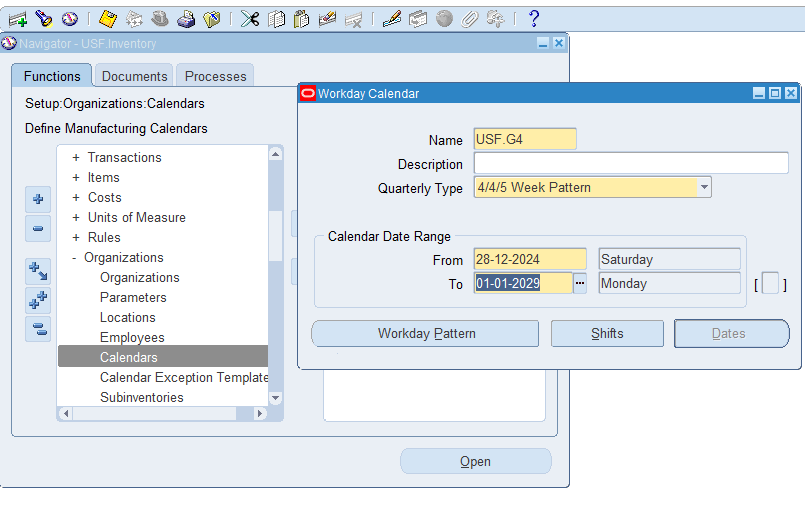 Navigator - USF.Inventory
Functions
Documents
Processes
Setup:Organizations:Calendars
Define Manufacturing Calendars
+ Transactions
+ Items
+ Costs
+ Units of Measure
+ Rules
- Organizations
Organizations
Parameters
Locations
Employees
Calendars
Calendar Exception Template
Subinventories
Open
Workday Calendar
Name USF.G4
Description
Quarterly Type 4/4/5 Week Pattern
Calendar Date Range
From 28-12-2024 Saturday
To 01-01-2029 ... Monday [ ]
Workday Pattern
Shifts
Dates